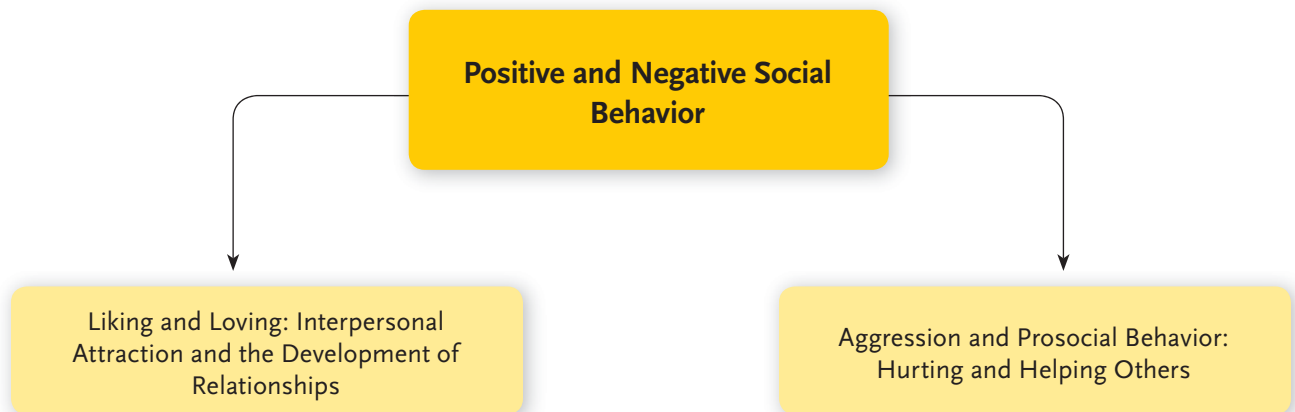 Positive and Negative Social
Behavior
Liking and Loving: Interpersonal
Attraction and the Development of
Relationships
Aggression and Prosocial Behavior:
Hurting and Helping Others